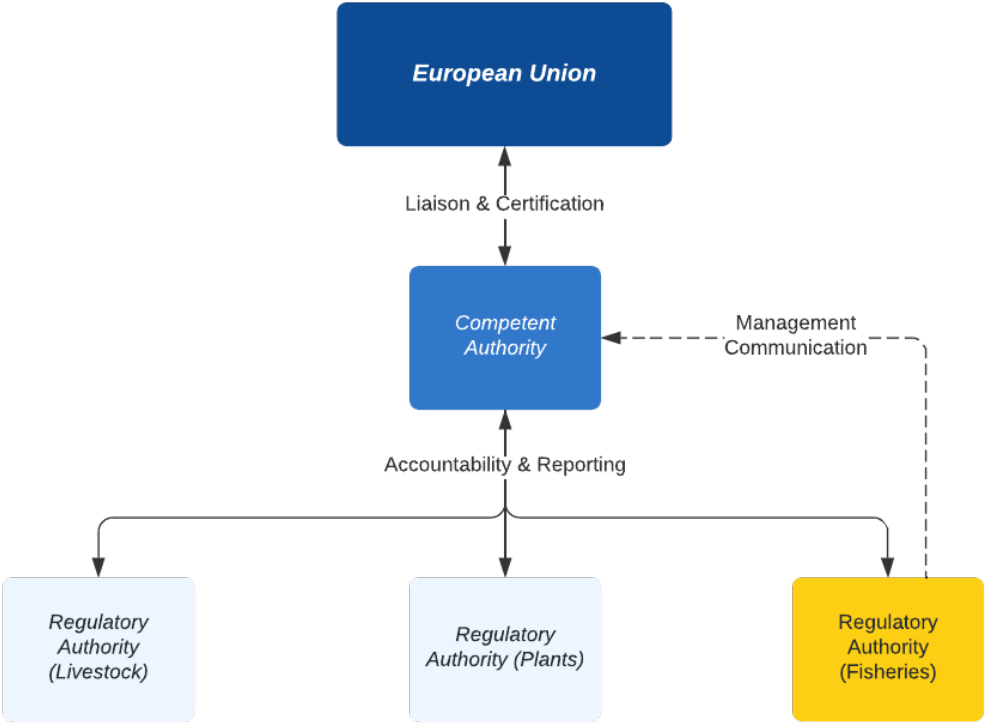 European Union
Liaison & Certification
Competent
Authority
Management
Communication
Accountability & Reporting
Regulatory
Authority
(Livestock)
Regulatory
Authority (Plants)
Regulatory
Authority
(Fisheries)